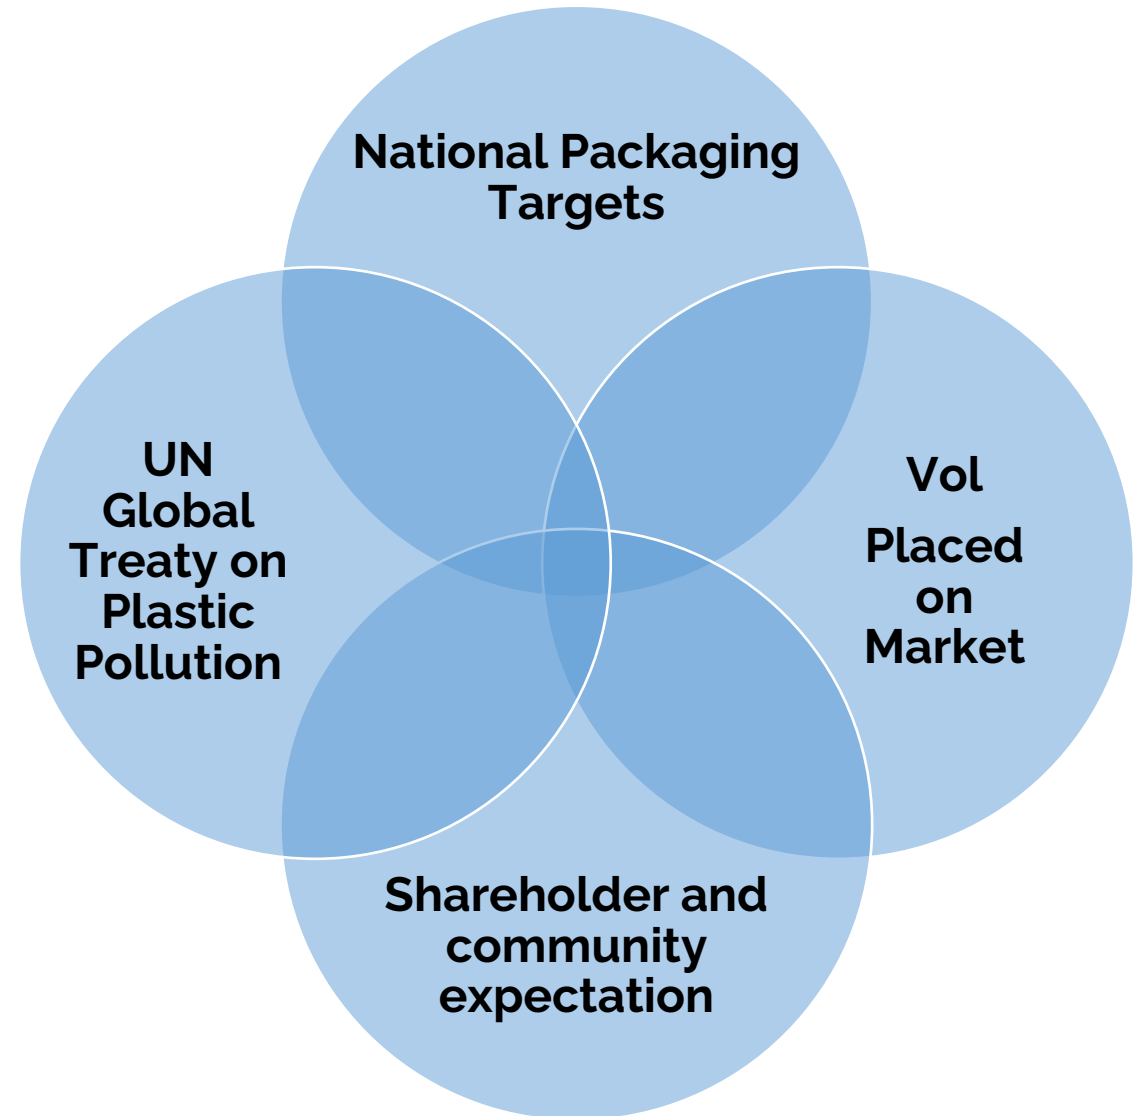 National Packaging
Targets
UN
Global
Treaty on
Plastic
Pollution
Vol
Placed
on
Market
Shareholder and
community
expectation